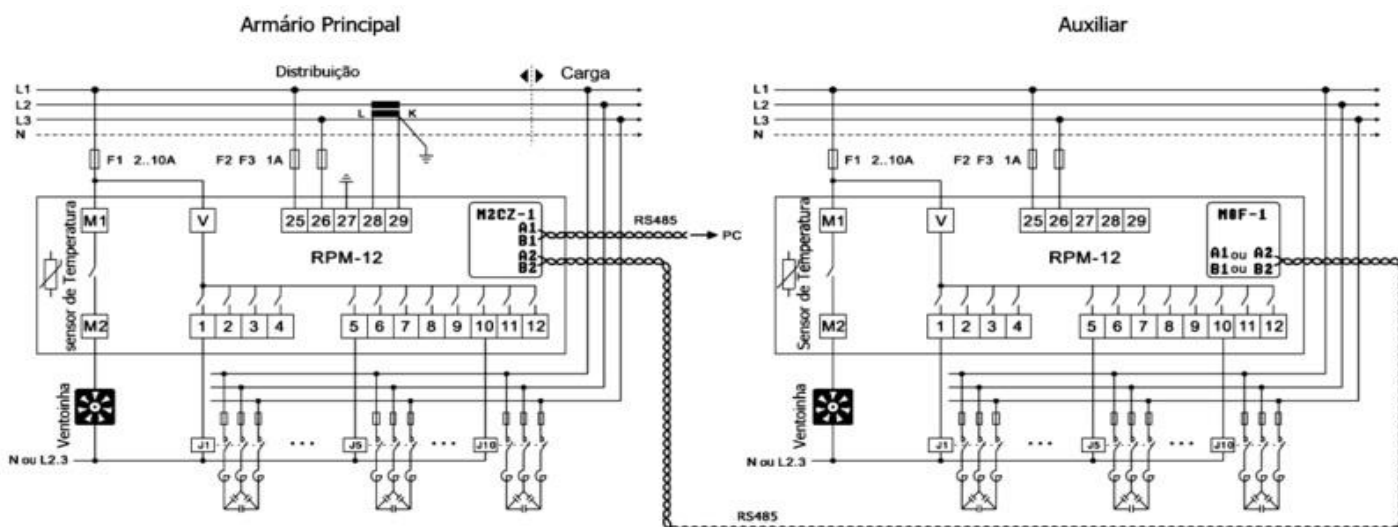 Armário Principal
Auxiliar
Distribuição
Carga
L1
L2
L3
N
L K
F1 2..10A
F2 F3 1A
sensor de Temperatura
M1
V
25 26 27 28 29
M2CZ-1
A1
B1
A2
B2
RS485
PC
RPM-12
M2
1 2 3 4
5 6 7 8 9 10 11 12
Ventoinha
J1
J5
J10
N ou L2.3
L1
L2
L3
N
F1 2..10A
F2 F3 1A
Sensor de Temperatura
M1
V
25 26 27 28 29
M0F-1
A1 ou A2
B1 ou B2
RPM-12
M2
1 2 3 4
5 6 7 8 9 10 11 12
Ventoinha
J1
J5
J10
N ou L2.3
RS485